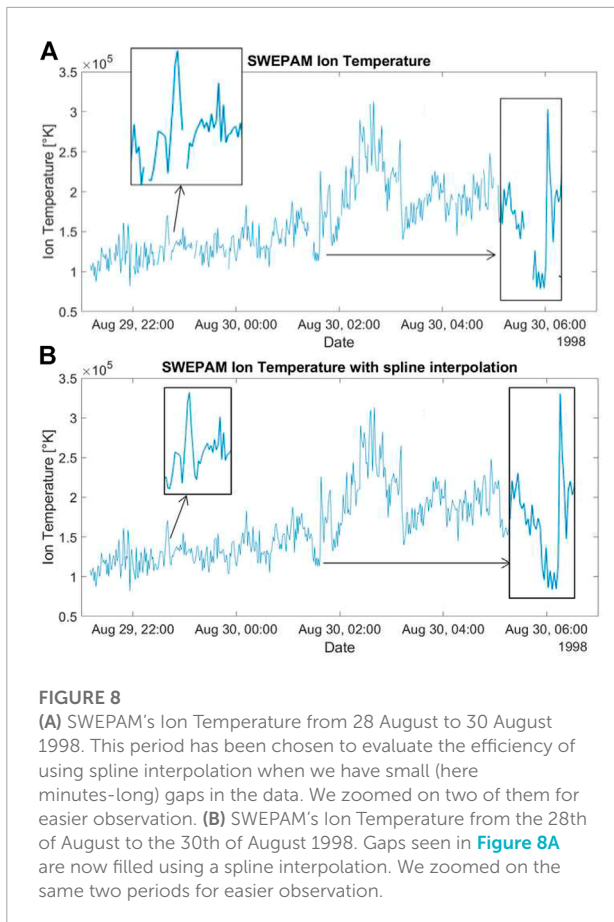 A
×10⁵
SWEPAM Ion Temperature
3.5
3
2.5
2
1.5
1
0.5
Ion Temperature [°K]
Aug 29, 22:00 Aug 30, 00:00 Aug 30, 02:00 Aug 30, 04:00 Aug 30, 06:00
Date
1998
B
×10⁵
SWEPAM Ion Temperature with spline interpolation
3.5
3
2.5
2
1.5
1
0.5
Ion Temperature [°K]
Aug 29, 22:00 Aug 30, 00:00 Aug 30, 02:00 Aug 30, 04:00 Aug 30, 06:00
Date
1998
FIGURE 8
(A) SWEPAM's Ion Temperature from 28 August to 30 August
1998. This period has been chosen to evaluate the efficiency of
using spline interpolation when we have small (here
minutes-long) gaps in the data. We zoomed on two of them for
easier observation. (B) SWEPAM's Ion Temperature from the 28th
of August to the 30th of August 1998. Gaps seen in Figure 8A
are now filled using a spline interpolation. We zoomed on the
same two periods for easier observation.